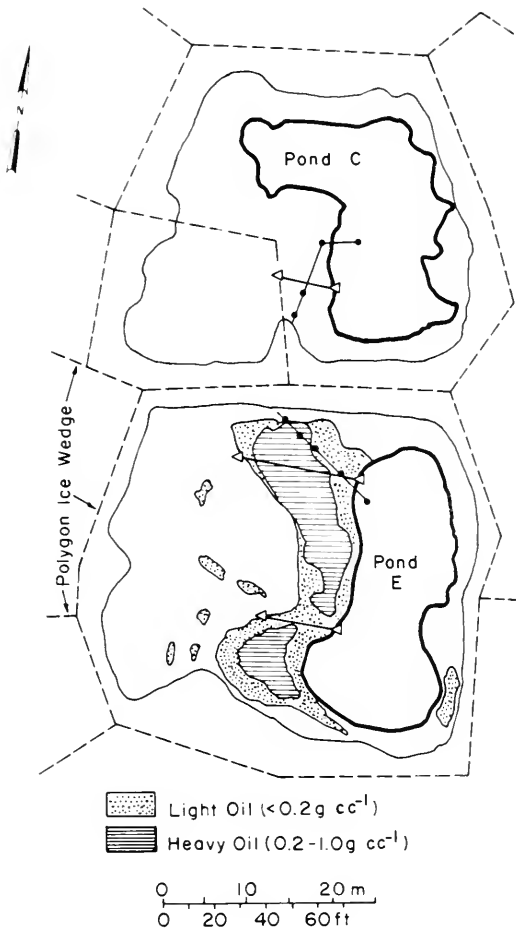 N
Pond C
Polygon Ice Wedge
Pond
E
Light Oil (<0.2g cc⁻¹)
Heavy Oil (0.2-1.0g cc⁻¹)
0 10 20 m
0 20 40 60 ft